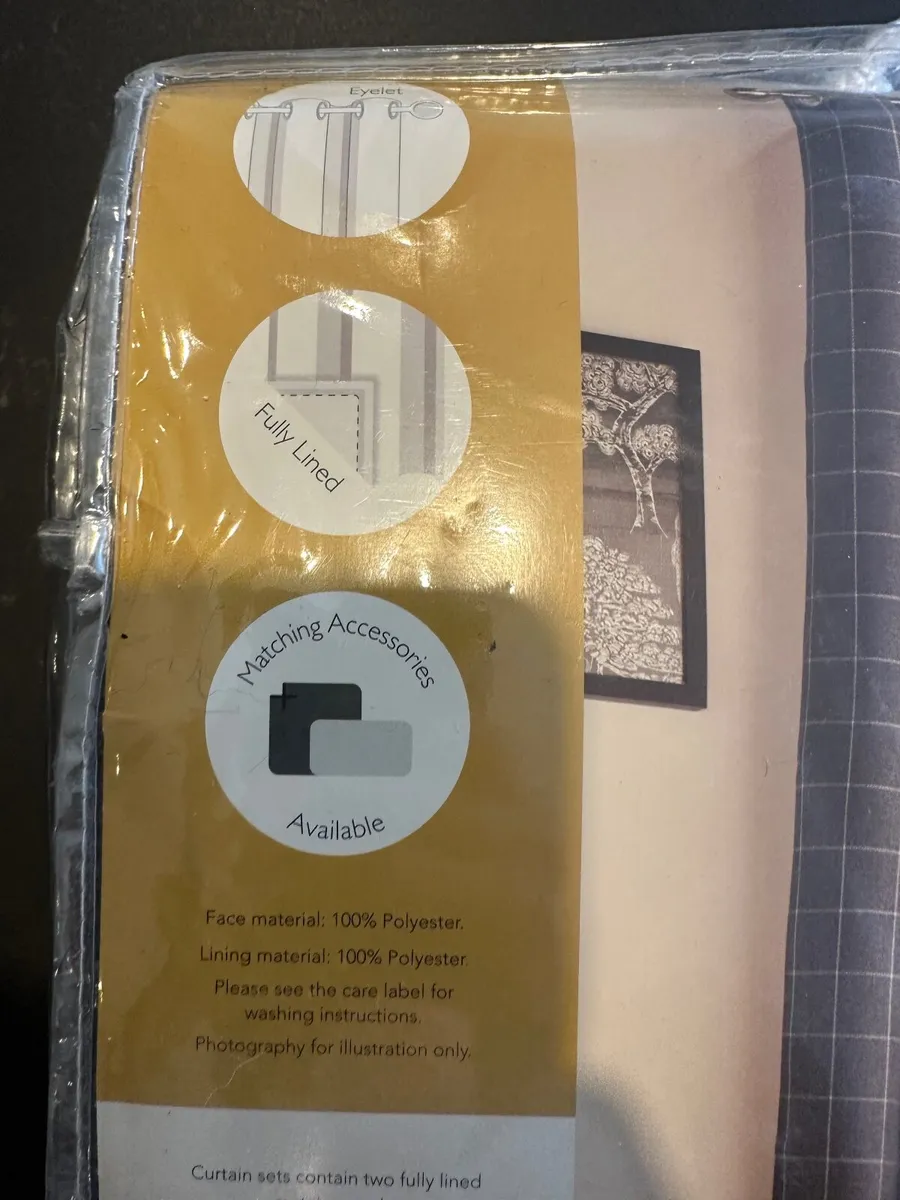 Eyelet
Fully Lined
Matching Accessories
Available
Face material: 100% Polyester.
Lining material: 100% Polyester.
Please see the care label for
washing instructions.
Photography for illustration only.
Curtain sets contain two fully lined